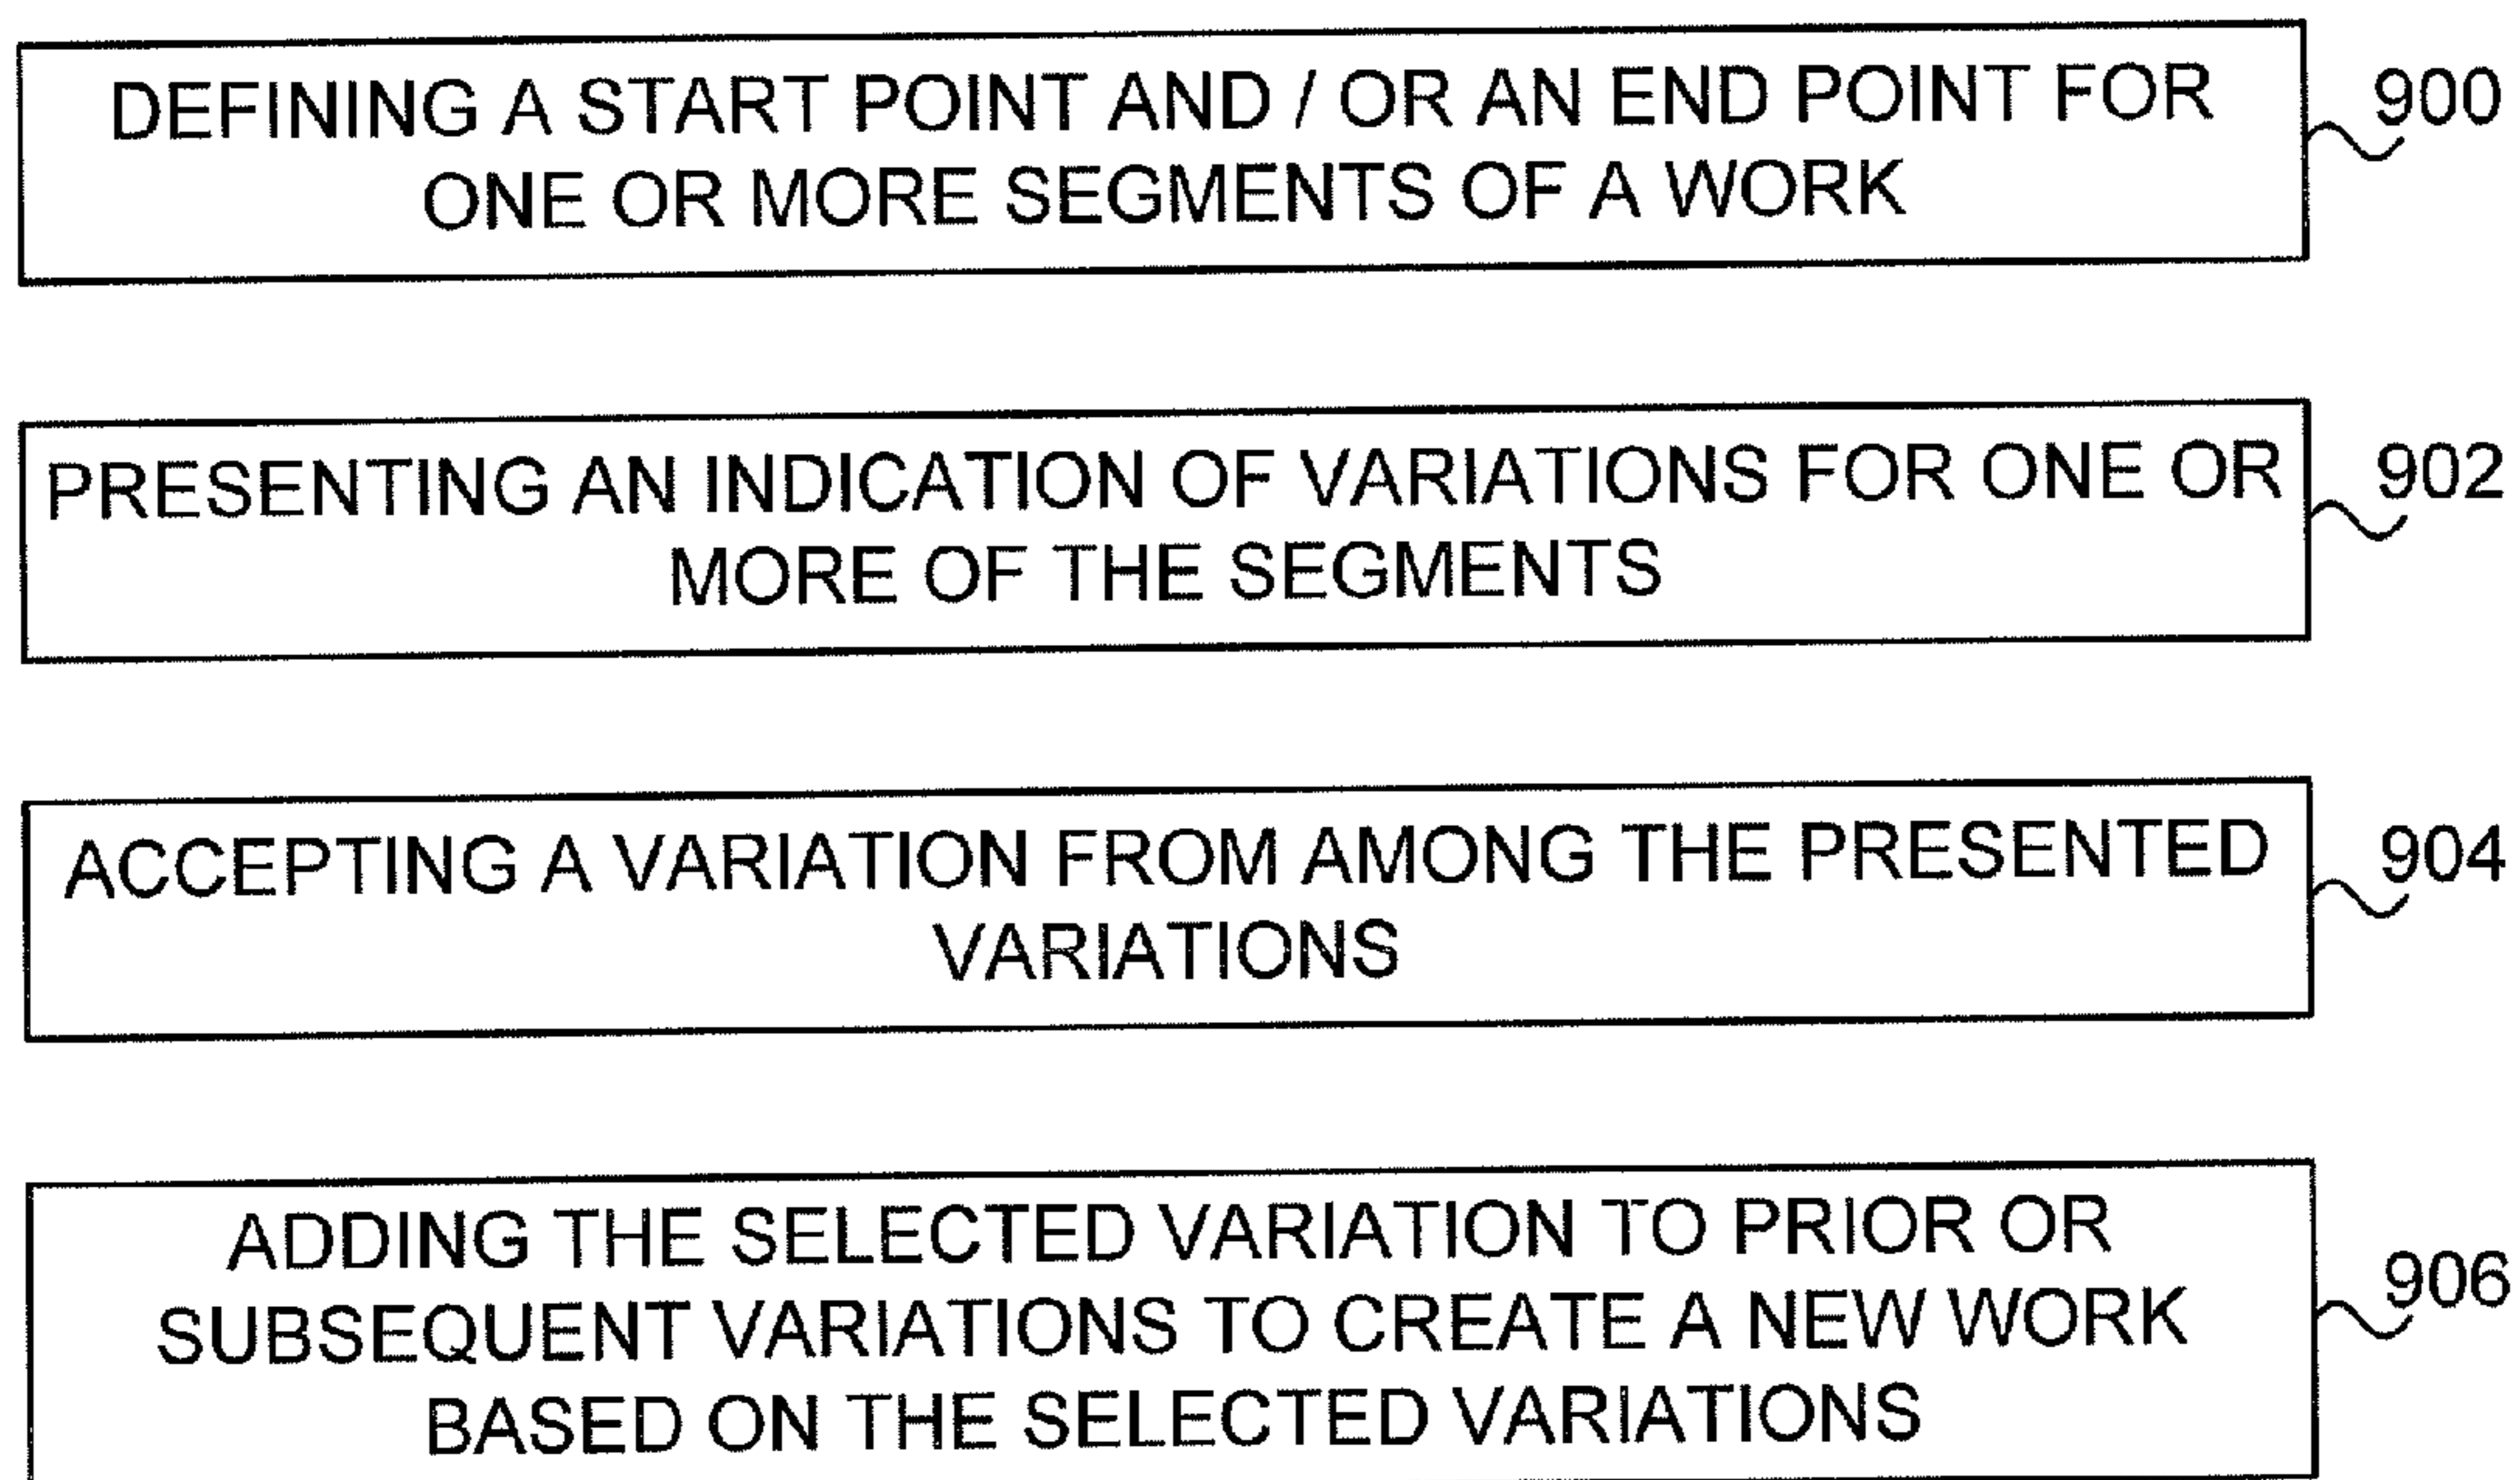 DEFINING A START POINT AND / OR AN END POINT FOR
ONE OR MORE SEGMENTS OF A WORK
900
PRESENTING AN INDICATION OF VARIATIONS FOR ONE OR
MORE OF THE SEGMENTS
902
ACCEPTING A VARIATION FROM AMONG THE PRESENTED
VARIATIONS
904
ADDING THE SELECTED VARIATION TO PRIOR OR
SUBSEQUENT VARIATIONS TO CREATE A NEW WORK
BASED ON THE SELECTED VARIATIONS
906